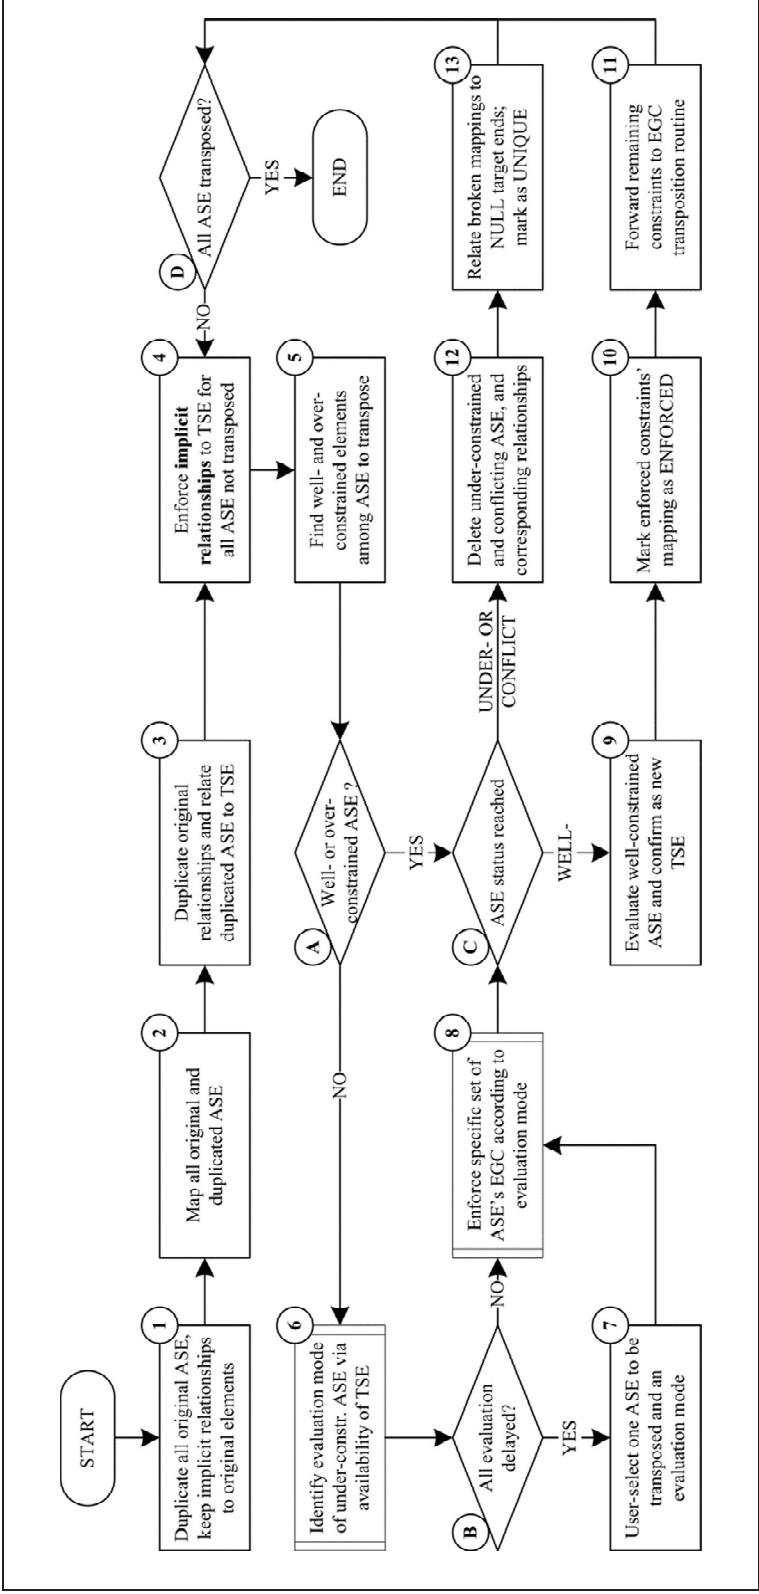 START
1
Duplicate all original ASE,
keep implicit relationships
to original elements
2
Map all original and
duplicated ASE
3
Duplicate original
relationships and relate
duplicated ASE to TSE
4
Enforce implicit
relationships to TSE for
all ASE not transposed
NO
D
All ASE transposed?
YES
END
5
Find well- and over-
constrained elements
among ASE to transpose
A
Well- or over-
constrained ASE ?
NO
YES
6
Identify evaluation mode
of under-constr. ASE via
availability of TSE
B
All evaluation
delayed?
NO
YES
7
User-select one ASE to be
transposed and an
evaluation mode
8
Enforce specific set of
ASE's EGC according to
evaluation mode
C
ASE status reached
UNDER- OR
CONFLICT
WELL-
9
Evaluate well-constrained
ASE and confirm as new
TSE
10
Mark enforced constraints'
mapping as ENFORCED
11
Forward remaining
constraints to EGC
transposition routine
12
Delete under-constrained
and conflicting ASE, and
corresponding relationships
13
Relate broken mappings to
NULL target ends;
mark as UNIQUE